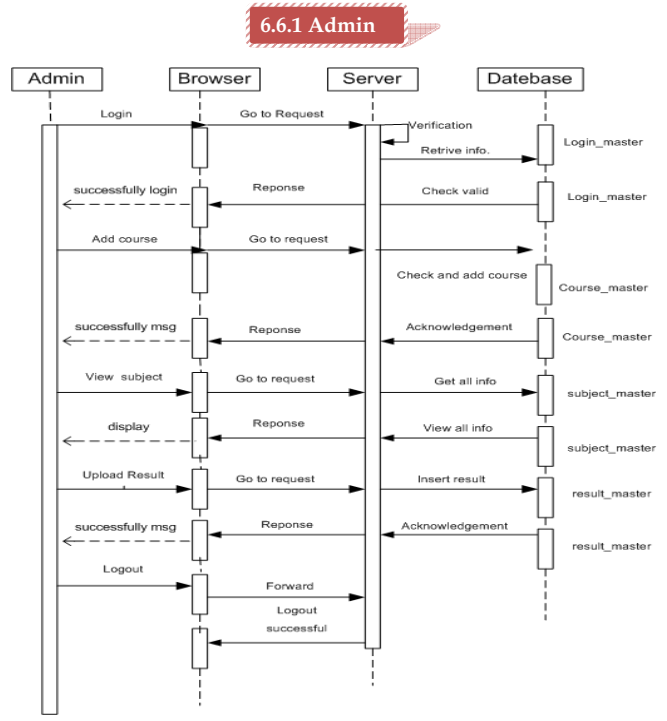 6.6.1 Admin
Admin Browser Server Datebase
Login Go to Request Verification
Retrive info. Login_master
successfully login Reponse Check valid Login_master
Add course Go to request
Check and add course Course_master
successfully msg Reponse Acknowledgement Course_master
View subject Go to request Get all info subject_master
display Reponse View all info subject_master
Upload Result Go to request Insert result result_master
successfully msg Reponse Acknowledgement result_master
Logout Forward
Logout
successful